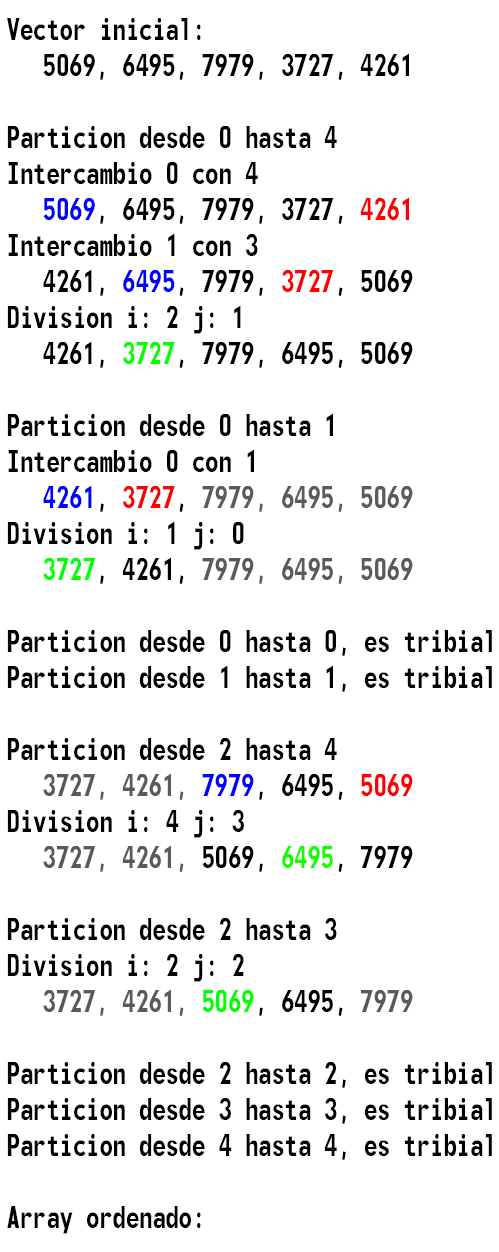 Vector inicial:
5069, 6495, 7979, 3727, 4261
Particion desde 0 hasta 4
Intercambio 0 con 4
5069, 6495, 7979, 3727, 4261
Intercambio 1 con 3
4261, 6495, 7979, 3727, 5069
Division i: 2 j: 1
4261, 3727, 7979, 6495, 5069
Particion desde 0 hasta 1
Intercambio 0 con 1
4261, 3727, 7979, 6495, 5069
Division i: 1 j: 0
3727, 4261, 7979, 6495, 5069
Particion desde 0 hasta 0, es tribial
Particion desde 1 hasta 1, es tribial
Particion desde 2 hasta 4
3727, 4261, 7979, 6495, 5069
Division i: 4 j: 3
3727, 4261, 5069, 6495, 7979
Particion desde 2 hasta 3
Division i: 2 j: 2
3727, 4261, 5069, 6495, 7979
Particion desde 2 hasta 2, es tribial
Particion desde 3 hasta 3, es tribial
Particion desde 4 hasta 4, es tribial
Array ordenado: